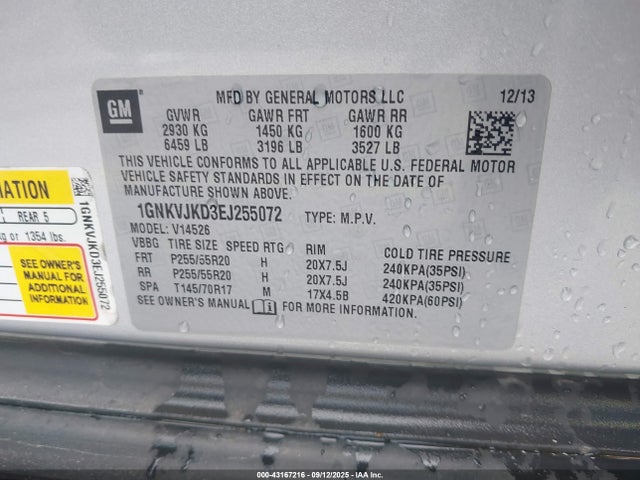 GM
MFD BY GENERAL MOTORS LLC 12/13
GVWR GAWR FRT GAWR RR
2930 KG 1450 KG 1600 KG
6459 LB 3196 LB 3527 LB
THIS VEHICLE CONFORMS TO ALL APPLICABLE U.S. FEDERAL MOTOR
VEHICLE SAFETY STANDARDS IN EFFECT ON THE DATE OF
MANUFACTURE SHOWN ABOVE.
1GNKVJKD3EJ255072 TYPE: M.P.V.
MODEL: V14526
VBBG TIRE SIZE SPEED RTG RIM COLD TIRE PRESSURE
FRT P255/55R20 H 20X7.5J 240KPA(35PSI)
RR P255/55R20 H 20X7.5J 240KPA(35PSI)
SPA T145/70R17 M 17X4.5B 420KPA(60PSI)
SEE OWNER'S MANUAL FOR MORE INFORMATION.
REAR 5
or 1354 lbs.
SEE OWNER'S
MANUAL FOR
ADDITIONAL
INFORMATION
1GNKVJKD3EJ255072
000-43167216 - 09/12/2025 - IAAI.COM